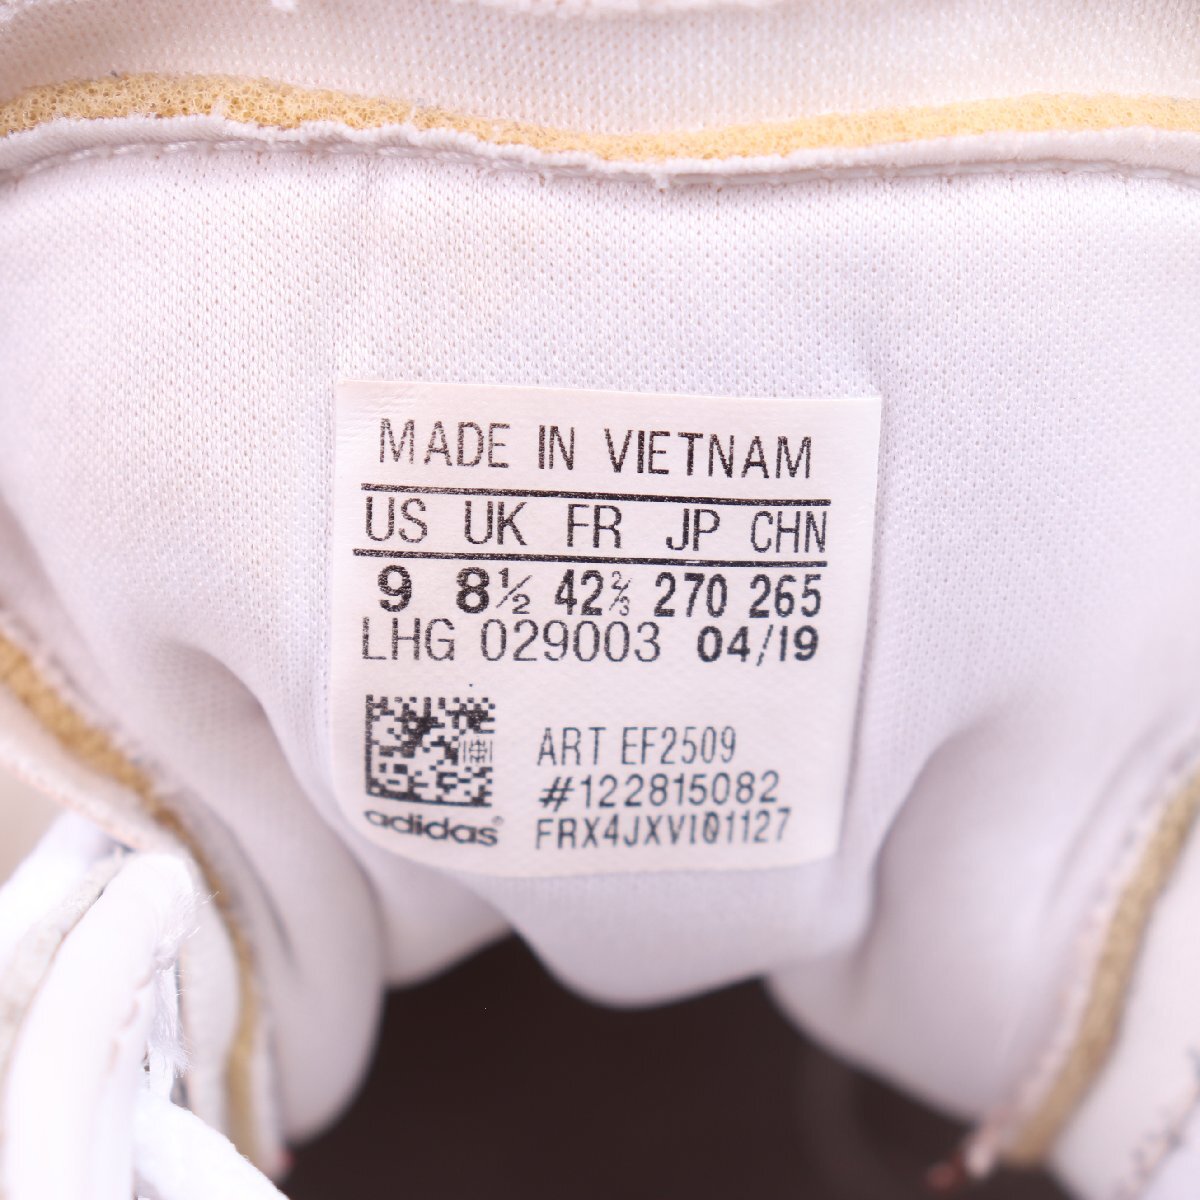 MADE IN VIETNAM
US UK FR JP CHN
9 8½ 42⅔ 270 265
LHG 029003 04/19
ART EF2509
#122815082
FRX4JXVI01127
adidas